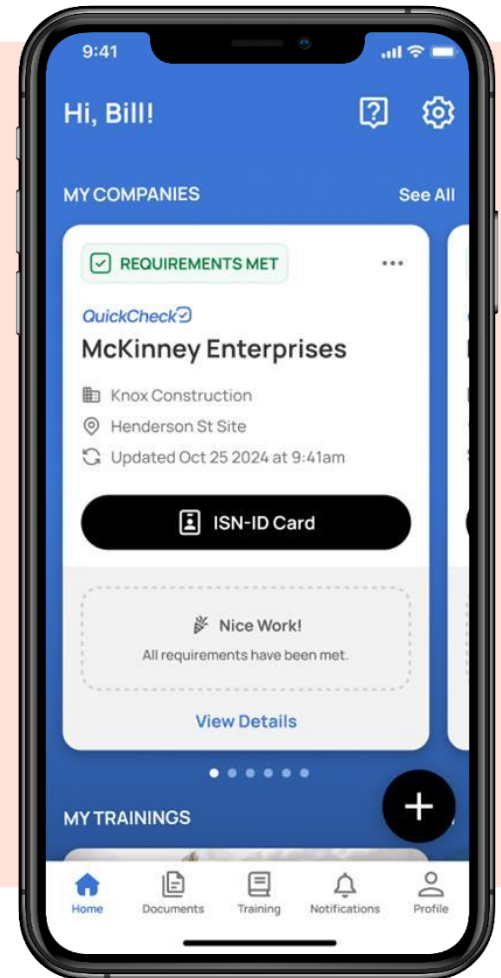 9:41
Hi, Bill!
MY COMPANIES See All
REQUIREMENTS MET
QuickCheck
McKinney Enterprises
Knox Construction
Henderson St Site
Updated Oct 25 2024 at 9:41am
ISN-ID Card
Nice Work!
All requirements have been met.
View Details
MY TRAININGS
Home Documents Training Notifications Profile